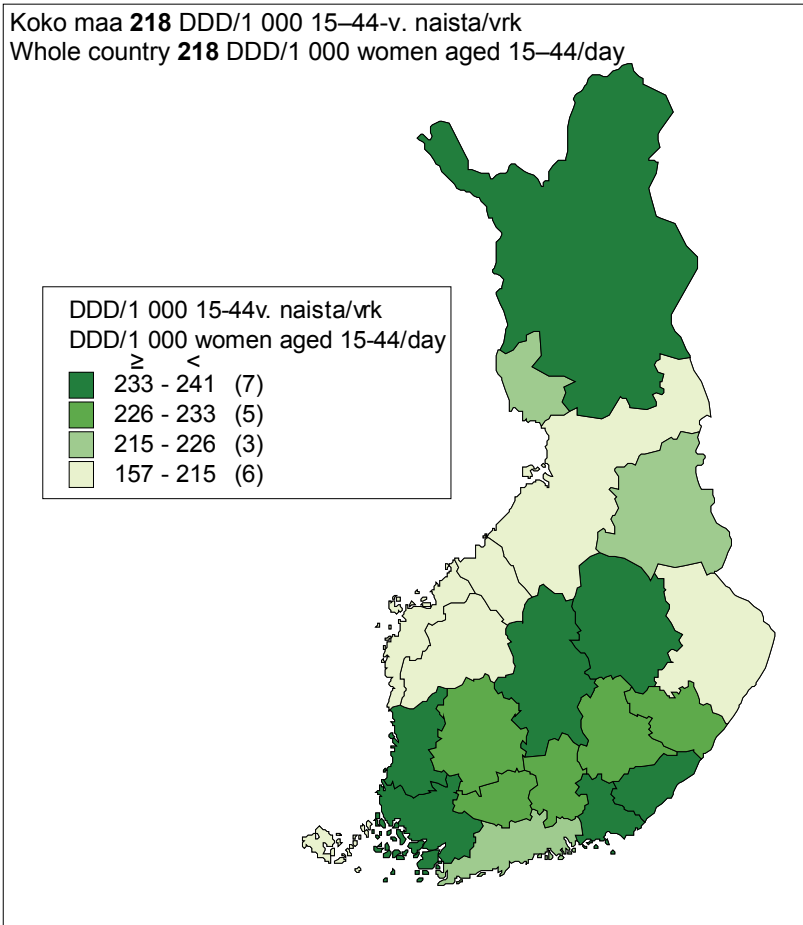 Koko maa 218 DDD/1 000 15–44-v. naista/vrk
Whole country 218 DDD/1 000 women aged 15–44/day
DDD/1 000 15-44v. naista/vrk
DDD/1 000 women aged 15-44/day
≥ <
233 - 241 (7)
226 - 233 (5)
215 - 226 (3)
157 - 215 (6)